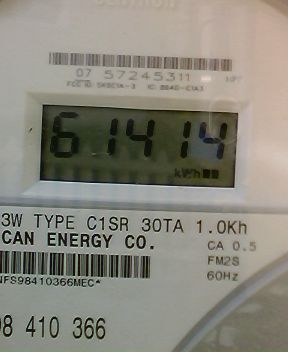 07 57245311
61414
kWh
3W TYPE C1SR 30TA 1.0Kh
CAN ENERGY CO.
CA 0.5
FM2S
60Hz
NFS98410366MEC*
98 410 366